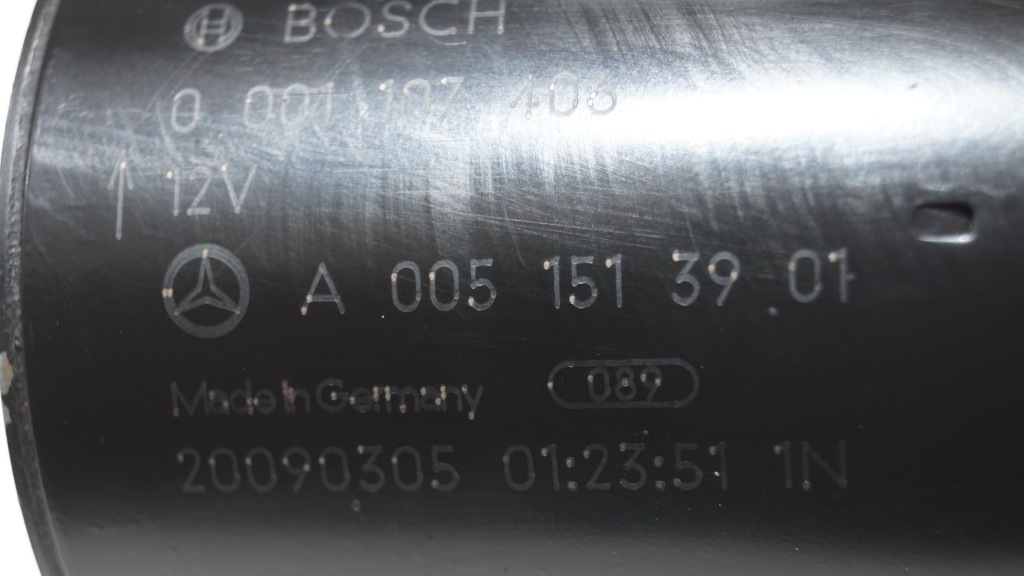 BOSCH
0 001 107 406
12V
A 005 151 39 01
Made in Germany 089
20090305 01:23:51 1N